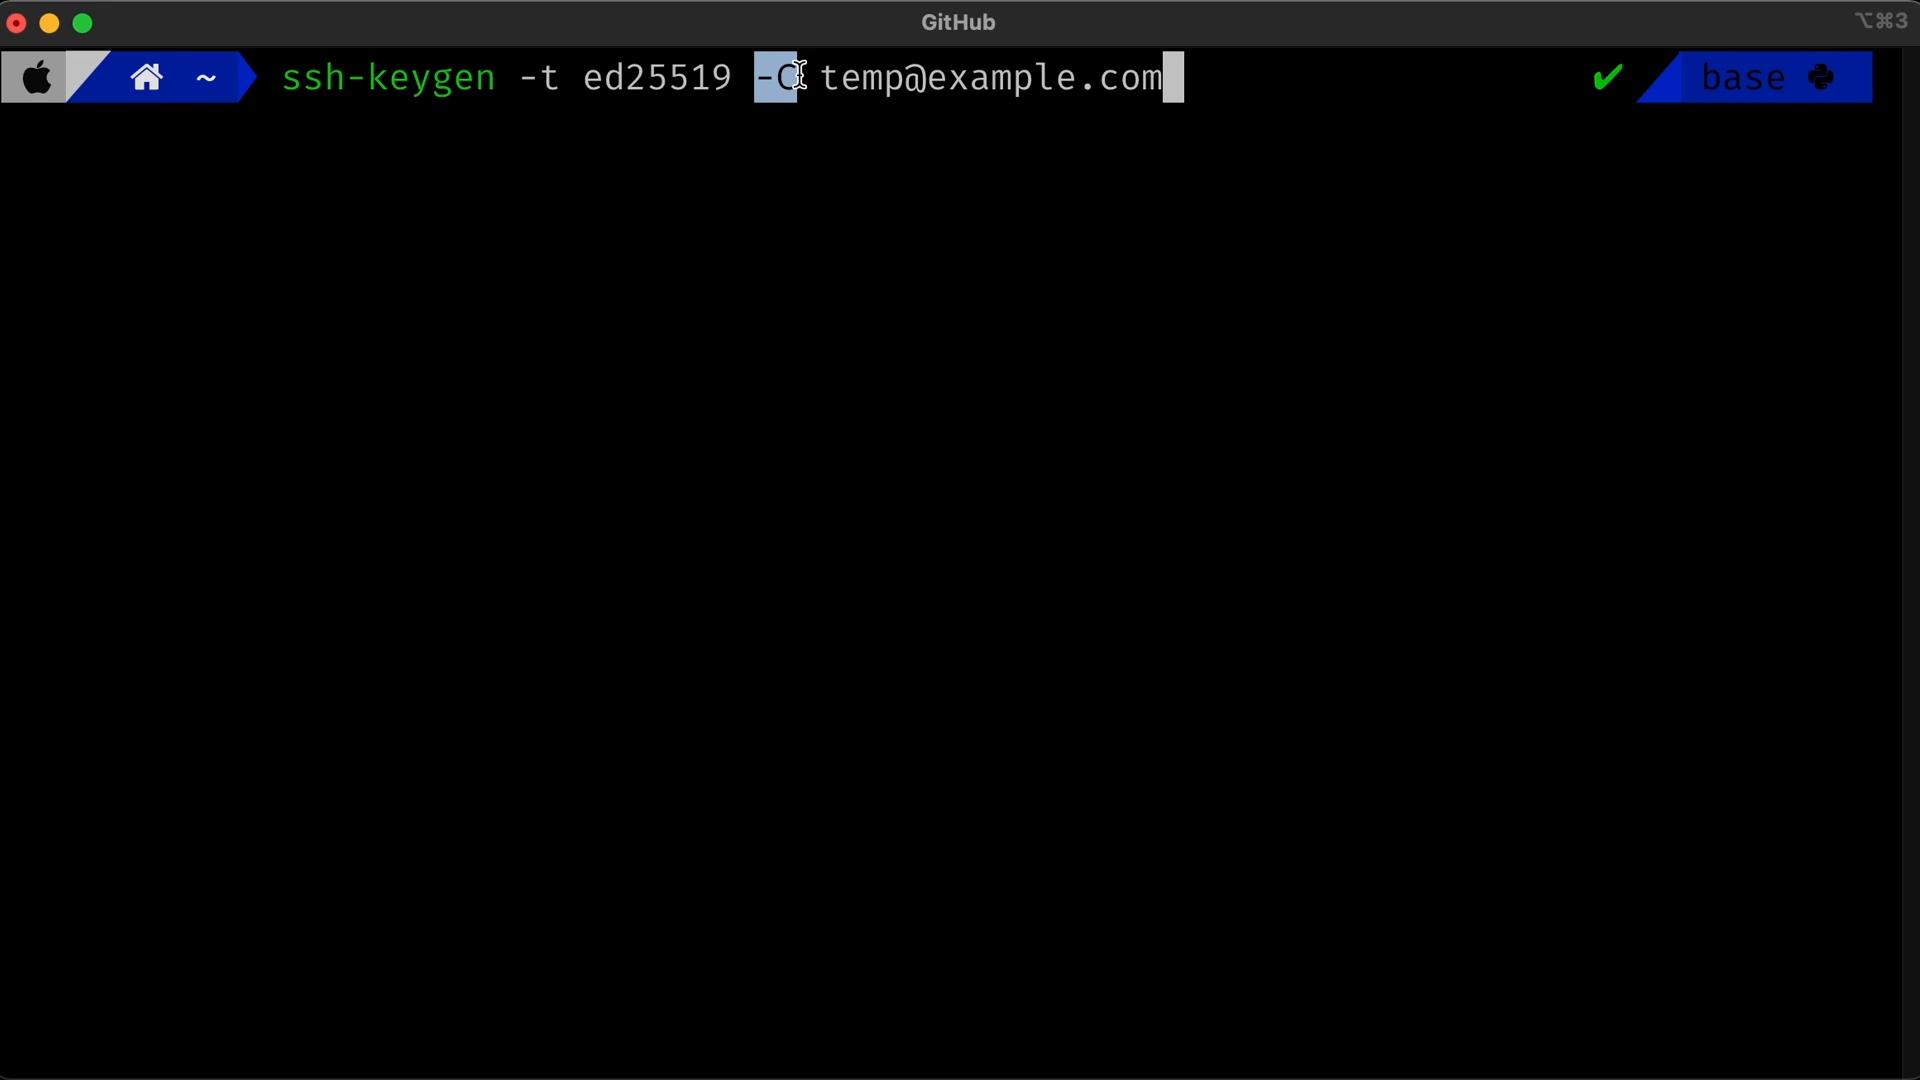 GitHub
⌥⌘3
~ ssh-keygen -t ed25519 -C temp@example.com ✔ base